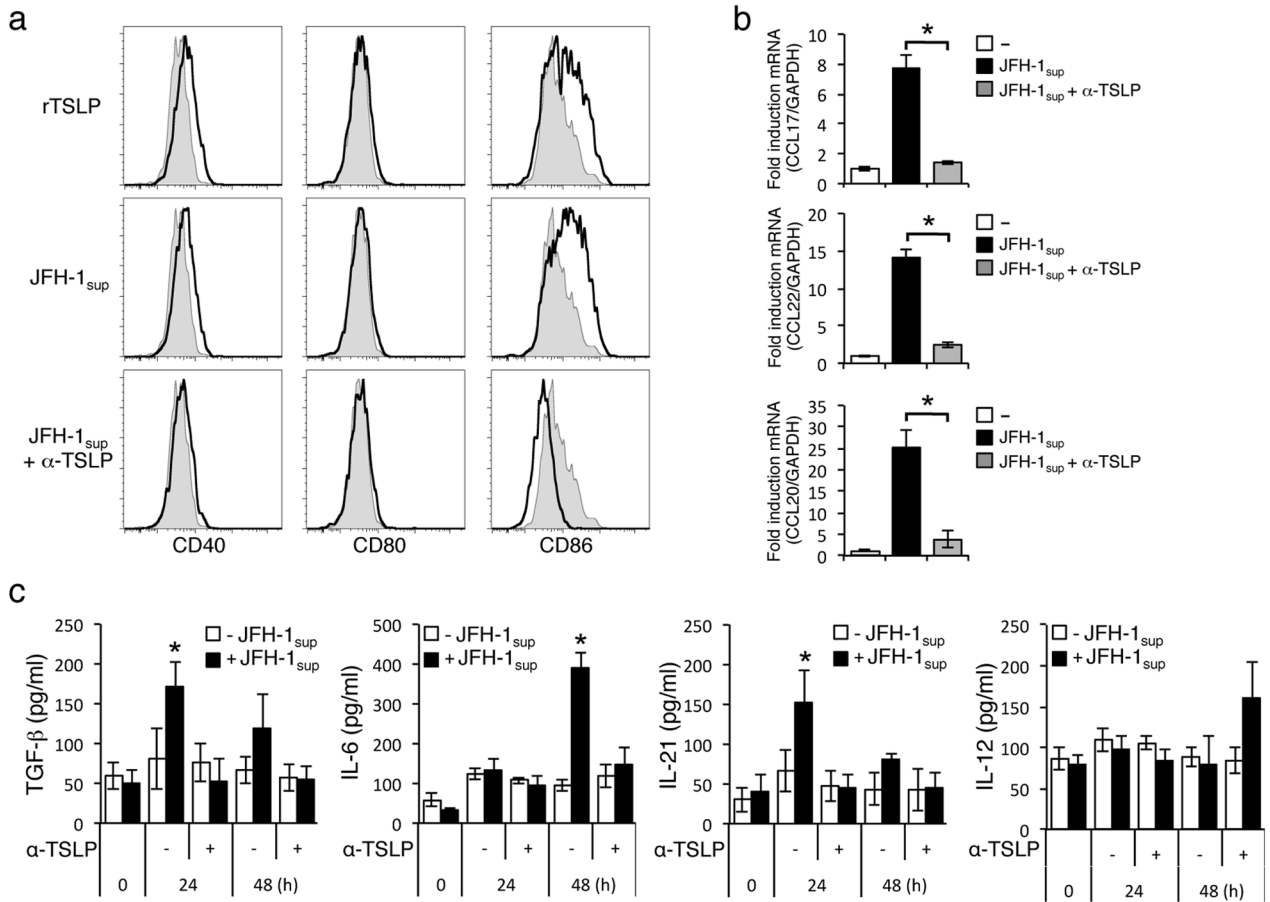 a
rTSLP
JFH-1sup
JFH-1sup
+ α-TSLP
CD40
CD80
CD86
b
Fold induction mRNA
(CCL17/GAPDH)
10
8
6
4
2
0
*
–
JFH-1sup
JFH-1sup + α-TSLP
Fold induction mRNA
(CCL22/GAPDH)
20
15
10
5
0
*
–
JFH-1sup
JFH-1sup + α-TSLP
Fold induction mRNA
(CCL20/GAPDH)
35
30
25
20
15
10
5
0
*
–
JFH-1sup
JFH-1sup + α-TSLP
c
TGF-β (pg/ml)
250
200
150
100
50
0
*
- JFH-1sup
+ JFH-1sup
α-TSLP
- + - +
0 24 48 (h)
IL-6 (pg/ml)
500
400
300
200
100
0
*
- JFH-1sup
+ JFH-1sup
α-TSLP
- + - +
0 24 48 (h)
IL-21 (pg/ml)
250
200
150
100
50
0
*
- JFH-1sup
+ JFH-1sup
α-TSLP
- + - +
0 24 48 (h)
IL-12 (pg/ml)
250
200
150
100
50
0
- JFH-1sup
+ JFH-1sup
α-TSLP
- + - +
0 24 48 (h)